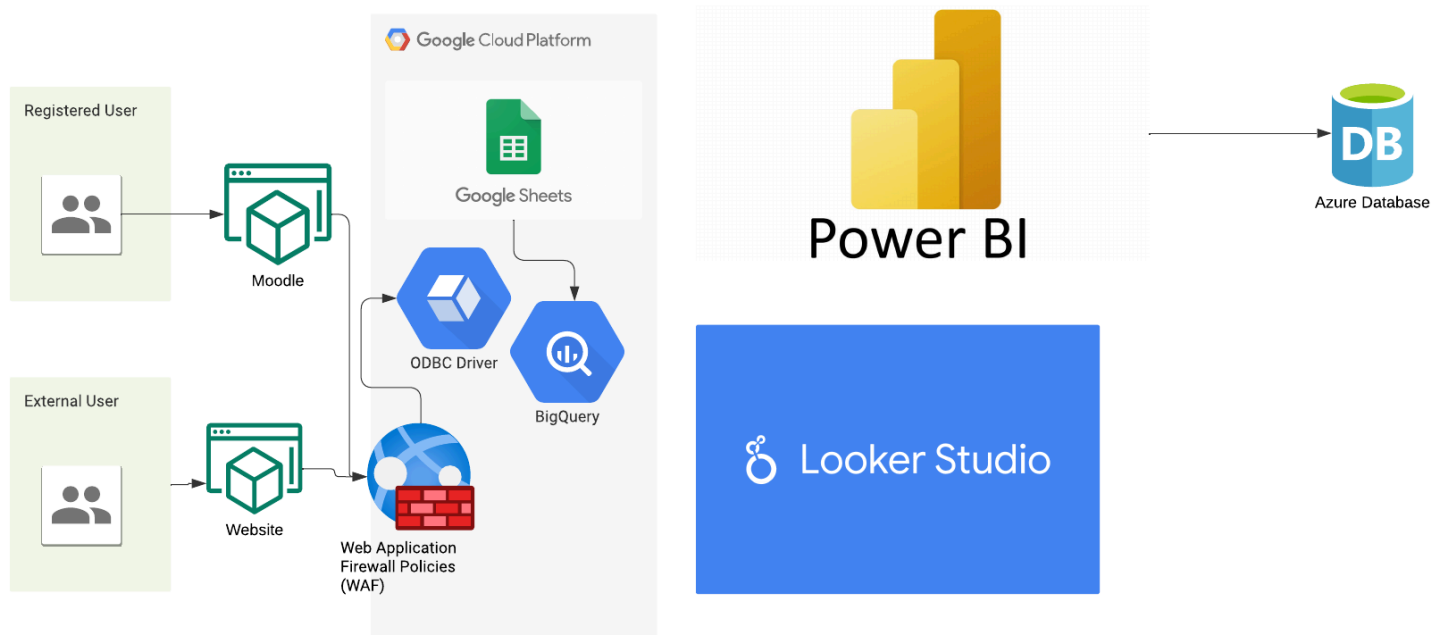 Google Cloud Platform
Registered User
Google Sheets
DB
Azure Database
Moodle
Power BI
ODBC Driver
External User
BigQuery
Looker Studio
Website
Web Application
Firewall Policies
(WAF)